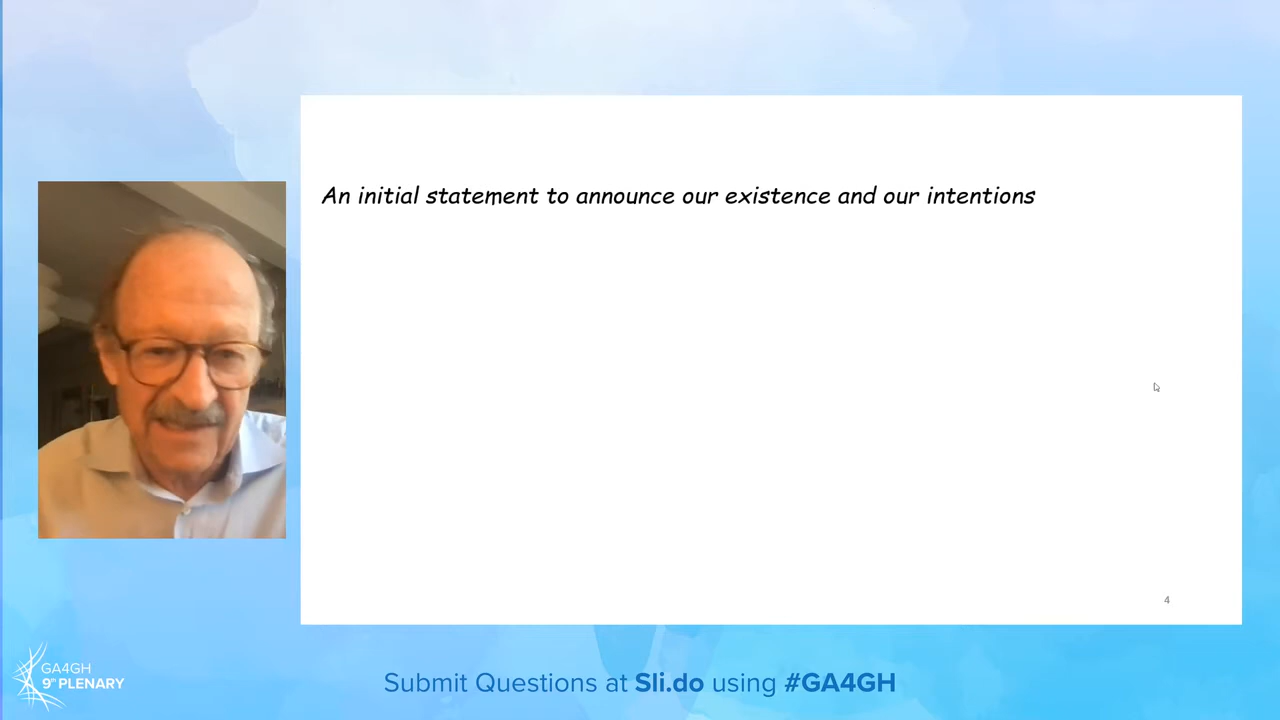 An initial statement to announce our existence and our intentions
4
GA4GH
9th PLENARY
Submit Questions at Sli.do using #GA4GH